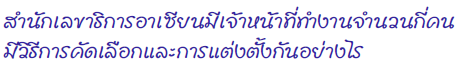 สำนักเลขาธิการอาเซียนมีเจ้าหน้าที่ทำงานจำนวนกี่คน
มีวิธีการคัดเลือกและการแต่งตั้งกันอย่างไร